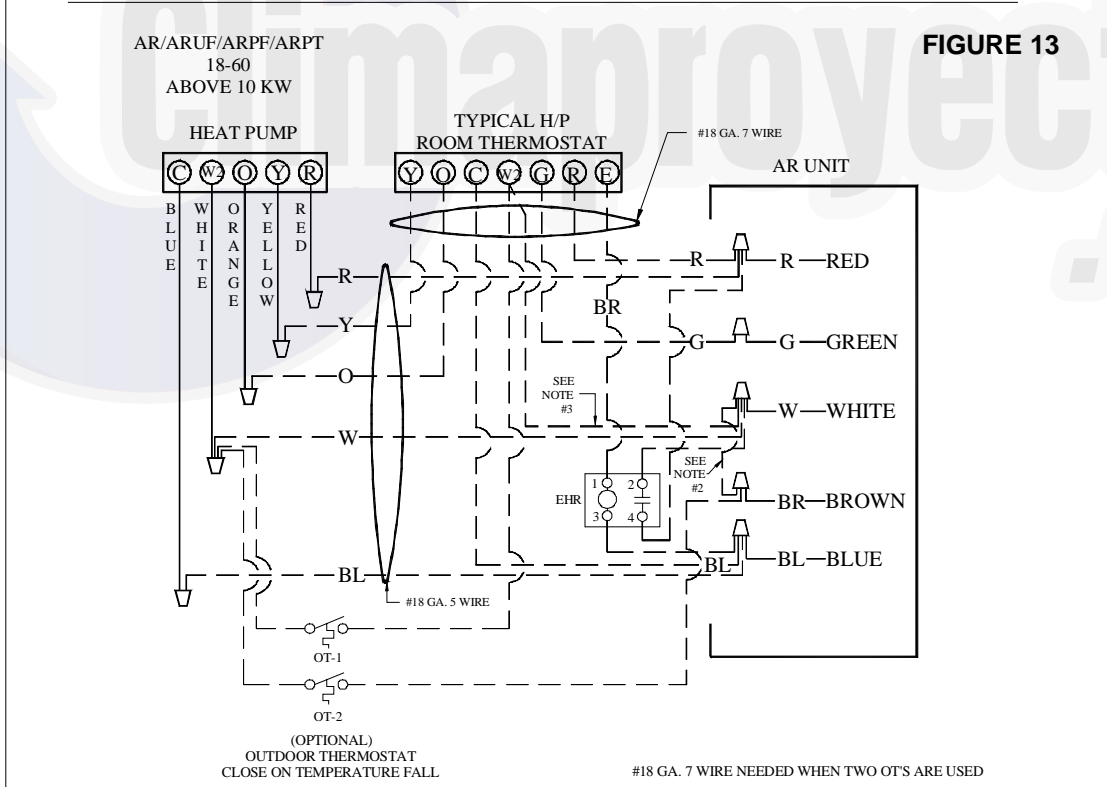 Climaproyect
FIGURE 13
AR/ARUF/ARPF/ARPT
18-60
ABOVE 10 KW
HEAT PUMP
C W2 O Y R
BLUE
WHITE
ORANGE
YELLOW
RED
TYPICAL H/P
ROOM THERMOSTAT
Y O C W2 G R E
#18 GA. 7 WIRE
AR UNIT
R
R
R
RED
Y
BR
G
G
GREEN
O
SEE
NOTE
#3
W
WHITE
W
SEE
NOTE
#2
EHR
1
2
3
4
BR
BROWN
BL
BL
BL
BLUE
#18 GA. 5 WIRE
OT-1
OT-2
(OPTIONAL)
OUTDOOR THERMOSTAT
CLOSE ON TEMPERATURE FALL
#18 GA. 7 WIRE NEEDED WHEN TWO OT'S ARE USED